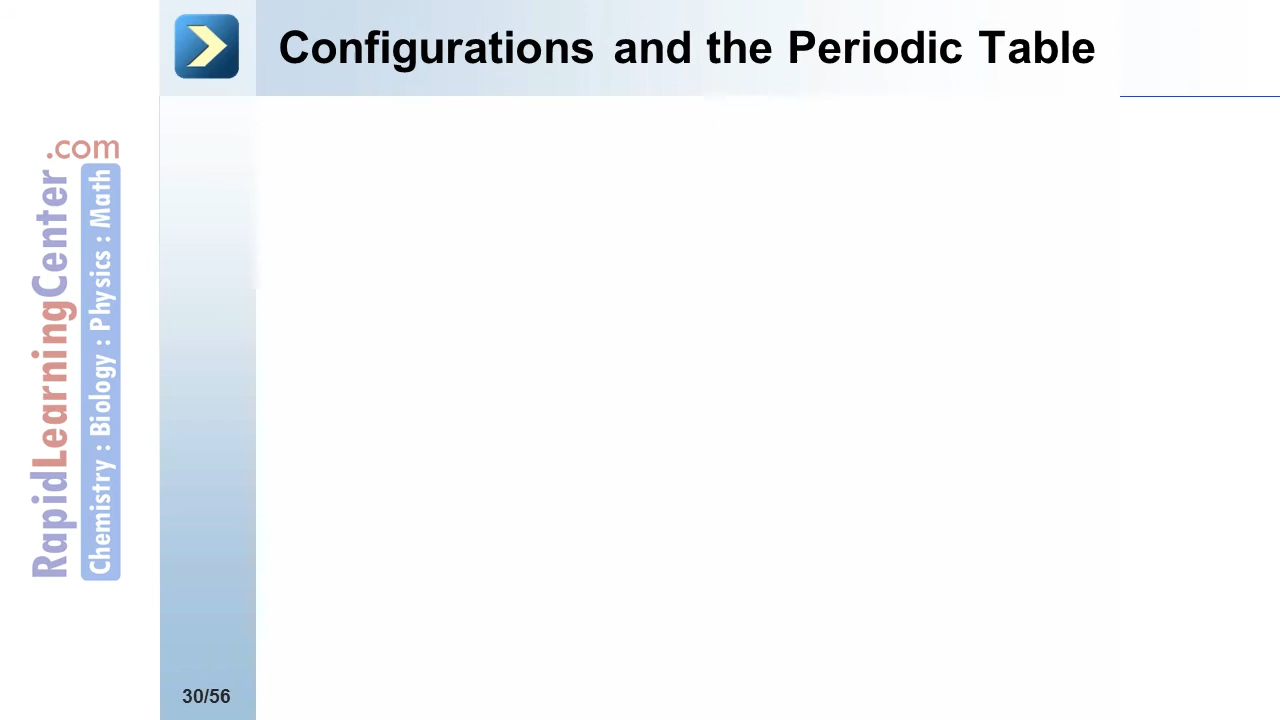 Configurations and the Periodic Table
RapidLearningCenter.com
Chemistry : Biology : Physics : Math
30/56